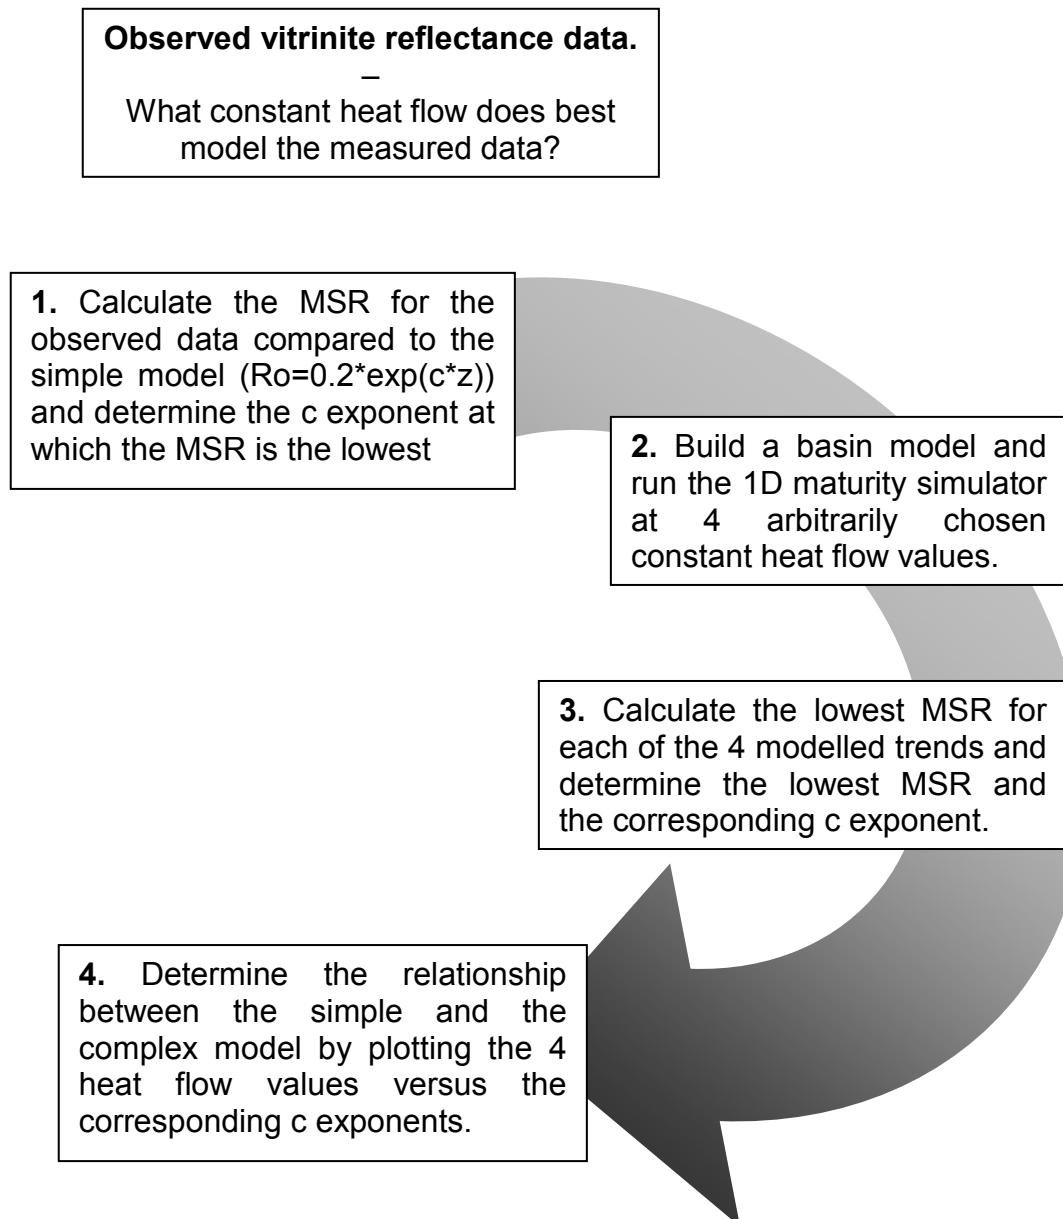 Observed vitrinite reflectance data.
–
What constant heat flow does best
model the measured data?
1. Calculate the MSR for the
observed data compared to the
simple model (Ro=0.2*exp(c*z))
and determine the c exponent at
which the MSR is the lowest
2. Build a basin model and
run the 1D maturity simulator
at 4 arbitrarily chosen
constant heat flow values.
3. Calculate the lowest MSR for
each of the 4 modelled trends and
determine the lowest MSR and
the corresponding c exponent.
4. Determine the relationship
between the simple and the
complex model by plotting the 4
heat flow values versus the
corresponding c exponents.